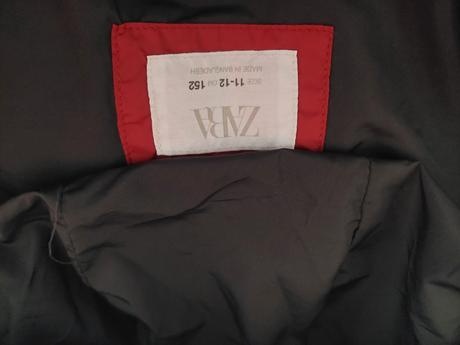 ZARA
SIZE 11-12 CM 152
MADE IN BANGLADESH